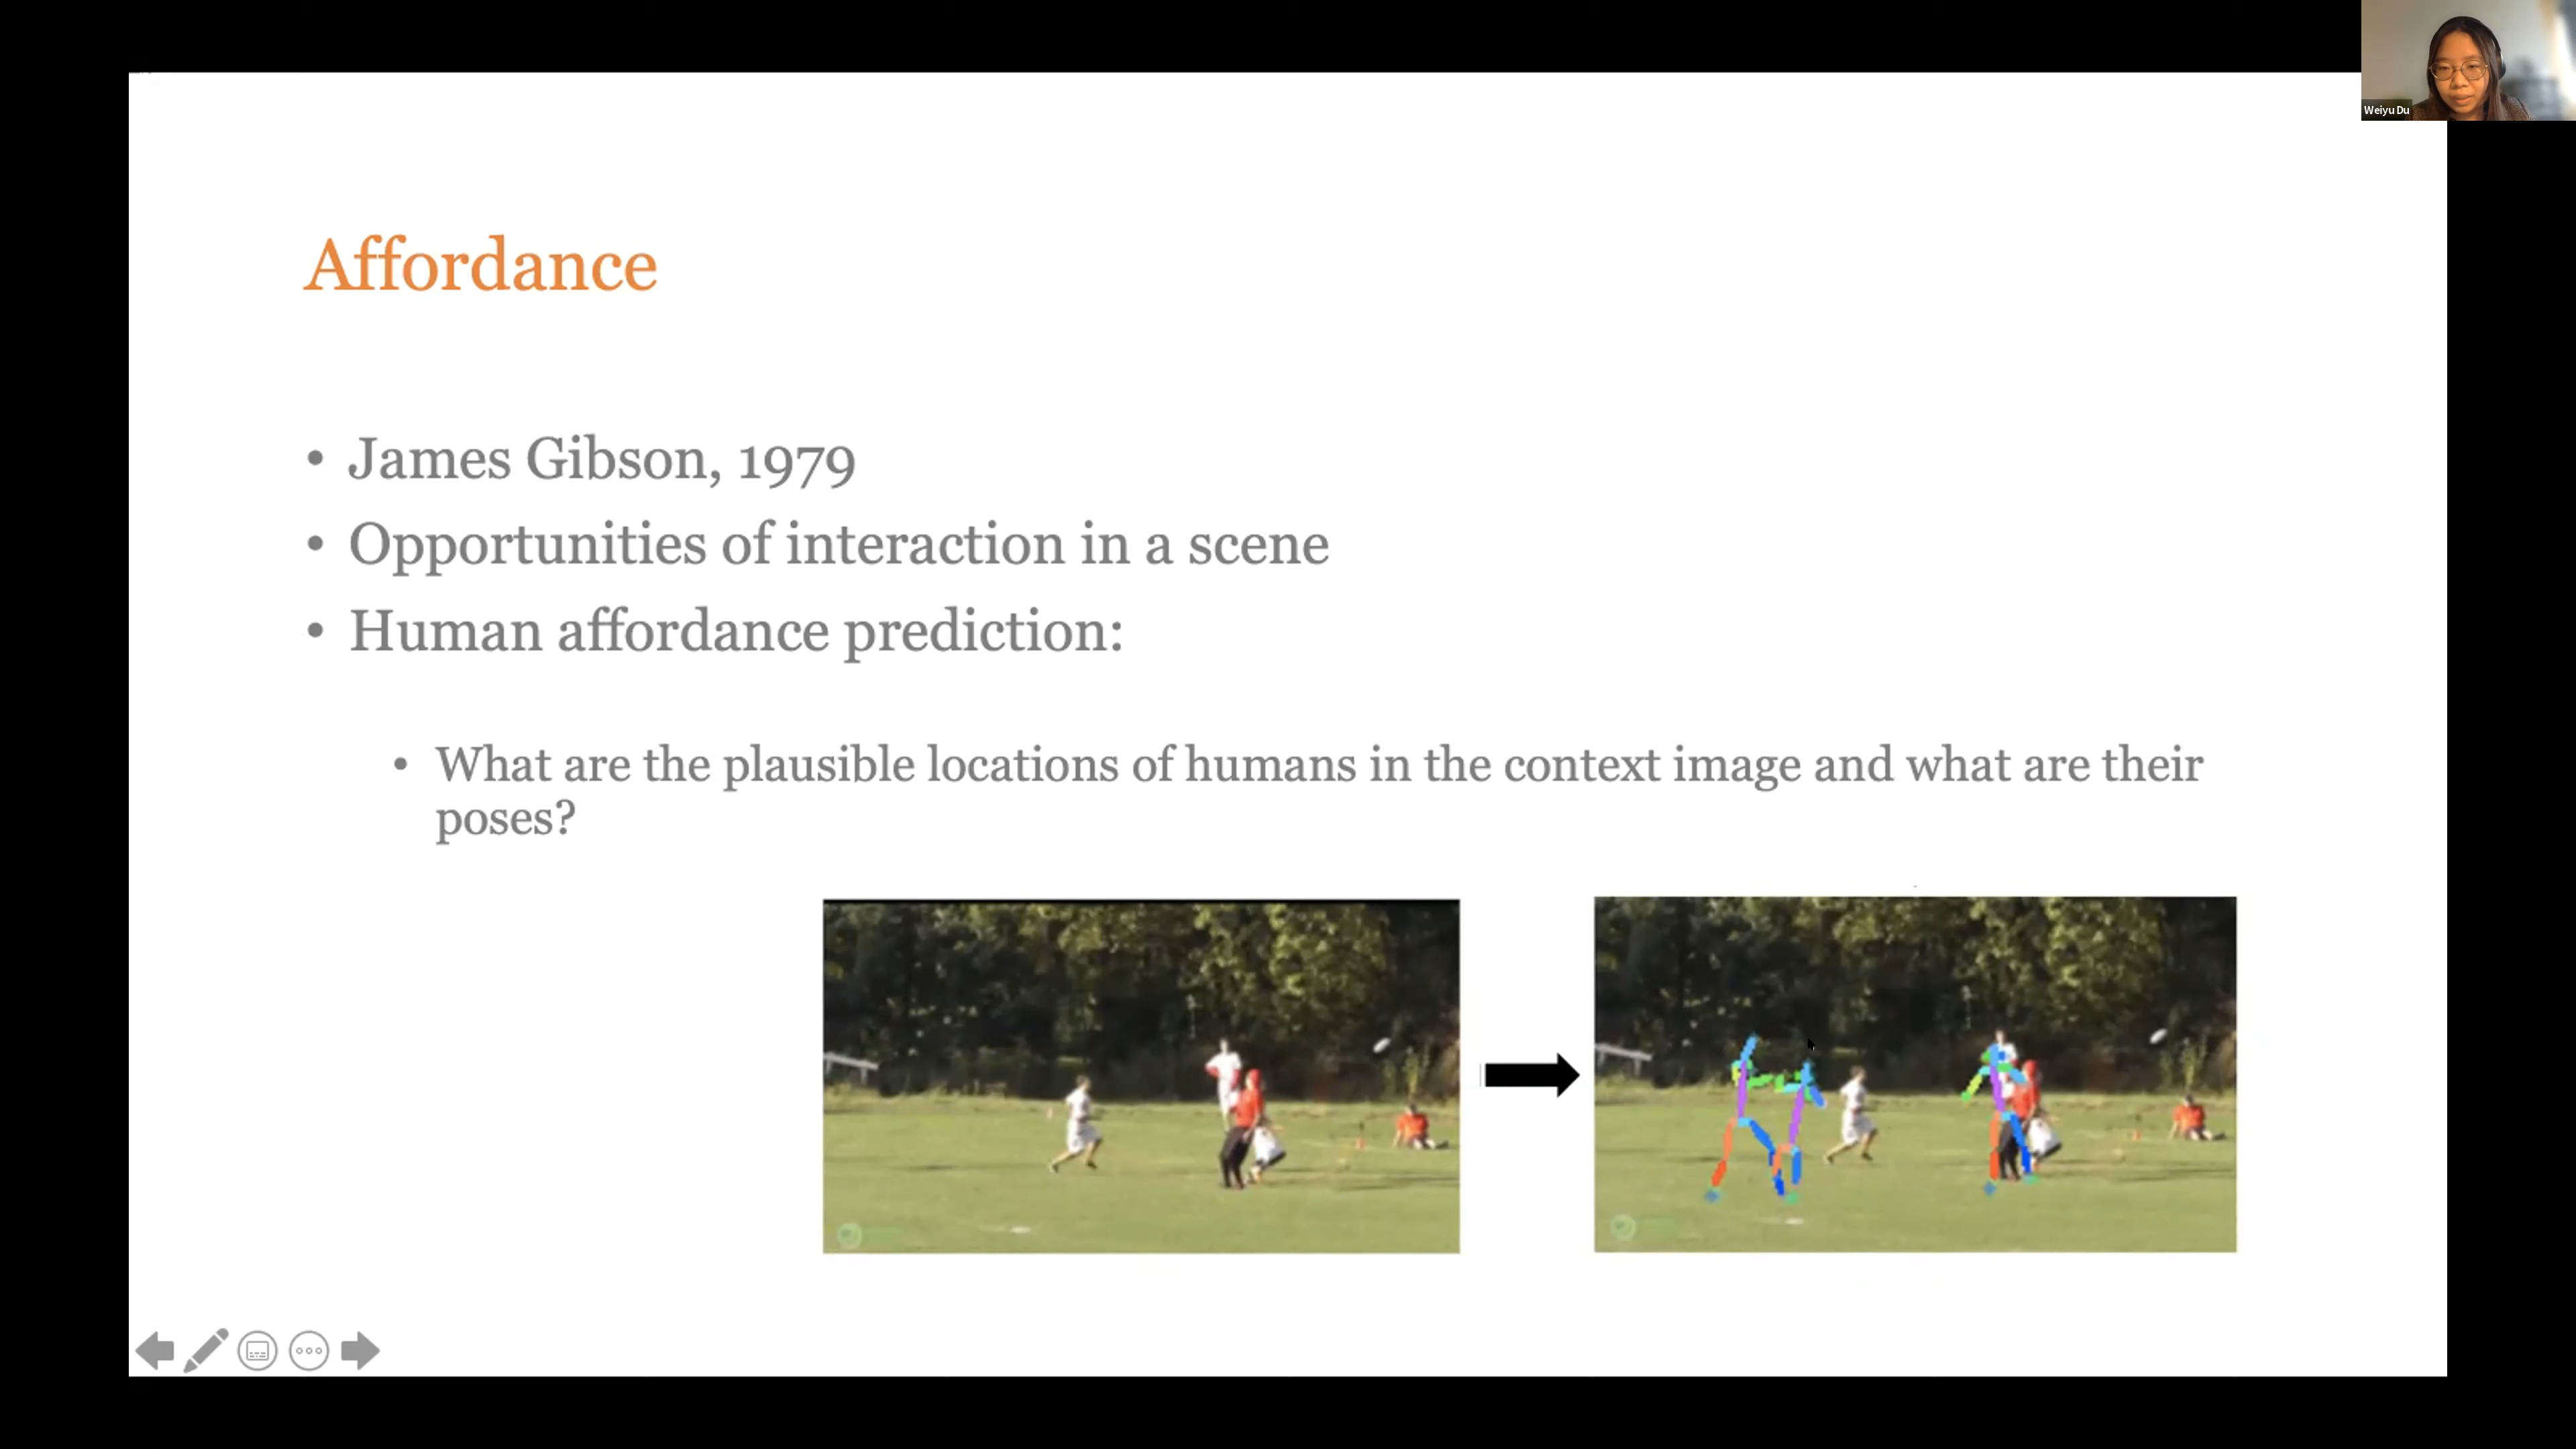 Weiyu Du
Affordance
• James Gibson, 1979
• Opportunities of interaction in a scene
• Human affordance prediction:
• What are the plausible locations of humans in the context image and what are their
poses?